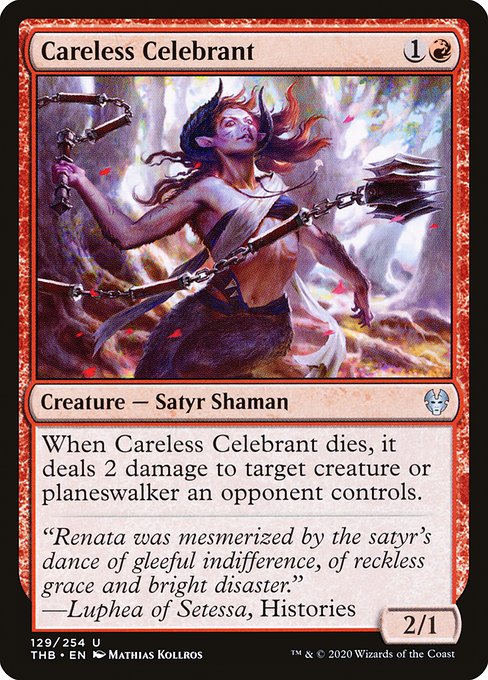 Careless Celebrant 1
Creature — Satyr Shaman
When Careless Celebrant dies, it
deals 2 damage to target creature or
planeswalker an opponent controls.
“Renata was mesmerized by the satyr’s
dance of gleeful indifference, of reckless
grace and bright disaster.”
—Luphea of Setessa, Histories
2/1
129/254 U
THB • EN Mathias Kollros
™ & © 2020 Wizards of the Coast